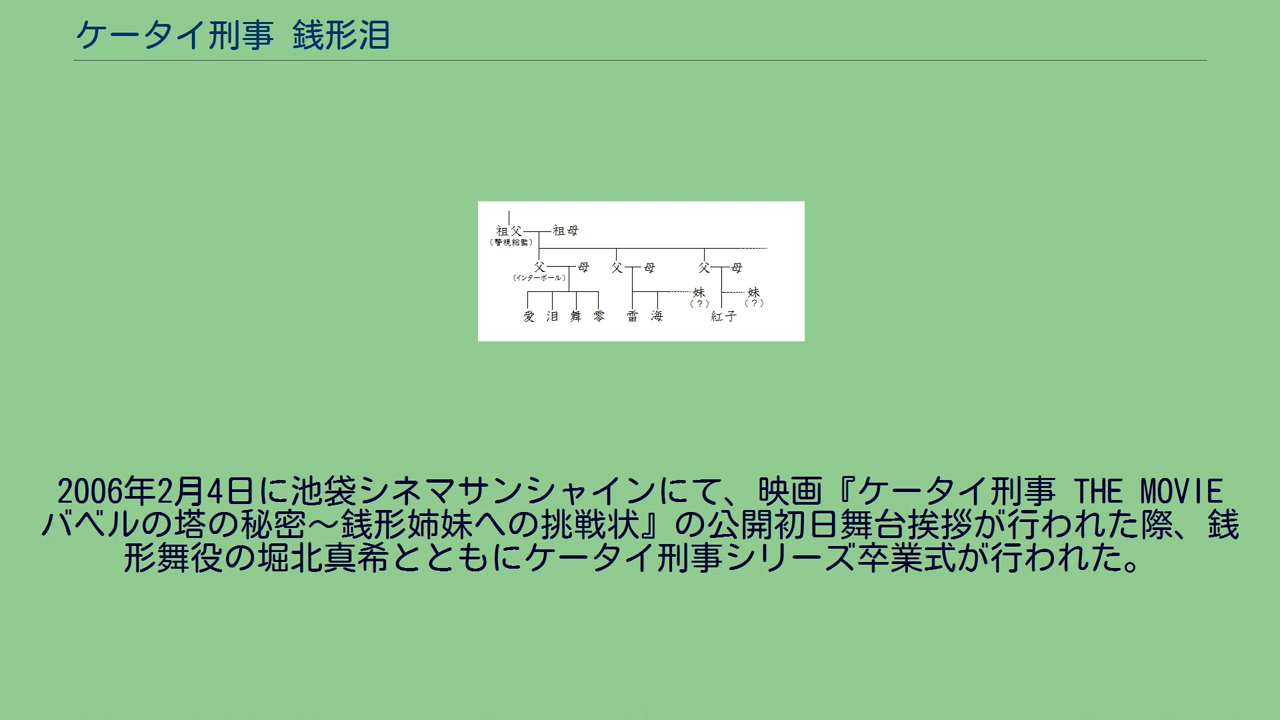 ケータイ刑事 銭形泪
祖父 祖母
(警視総監)
父 母 父 母 父 母
(インターポール)
妹 妹
(?) (?)
愛 泪 舞 零 雷 海 紅子
2006年2月4日に池袋シネマサンシャインにて、映画『ケータイ刑事 THE MOVIE
バベルの塔の秘密～銭形姉妹への挑戦状』の公開初日舞台挨拶が行われた際、銭
形舞役の堀北真希とともにケータイ刑事シリーズ卒業式が行われた。